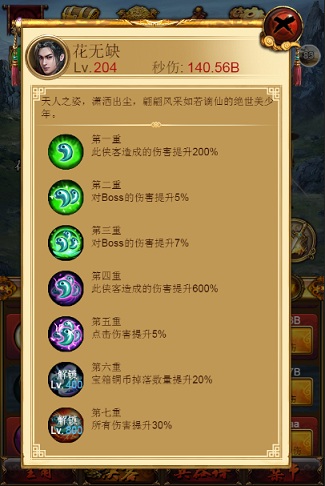 花无缺
Lv.204 秒伤: 140.56B
天人之姿，潇洒出尘，翩翩风采如若谪仙的绝世美少
年。
第一重
此侠客造成的伤害提升200%
第二重
对Boss的伤害提升5%
第三重
对Boss的伤害提升7%
第四重
此侠客造成的伤害提升600%
第五重
点击伤害提升5%
解锁
Lv.400
第六重
宝箱铜币掉落数量提升20%
解锁
Lv.800
第七重
所有伤害提升30%